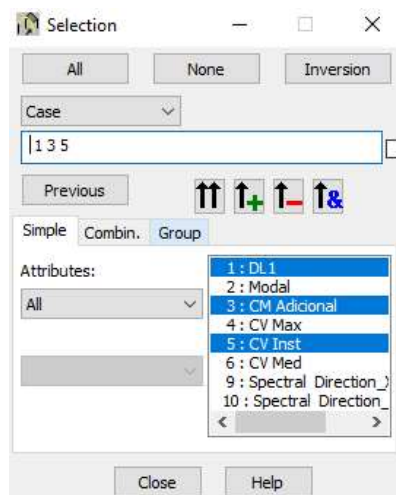 Selection
All None Inversion
Case
1 3 5
Previous
&
Simple Combin. Group
Attributes:
All
1 : DL1
2 : Modal
3 : CM Adicional
4 : CV Max
5 : CV Inst
6 : CV Med
9 : Spectral Direction_
10 : Spectral Direction_
Close Help